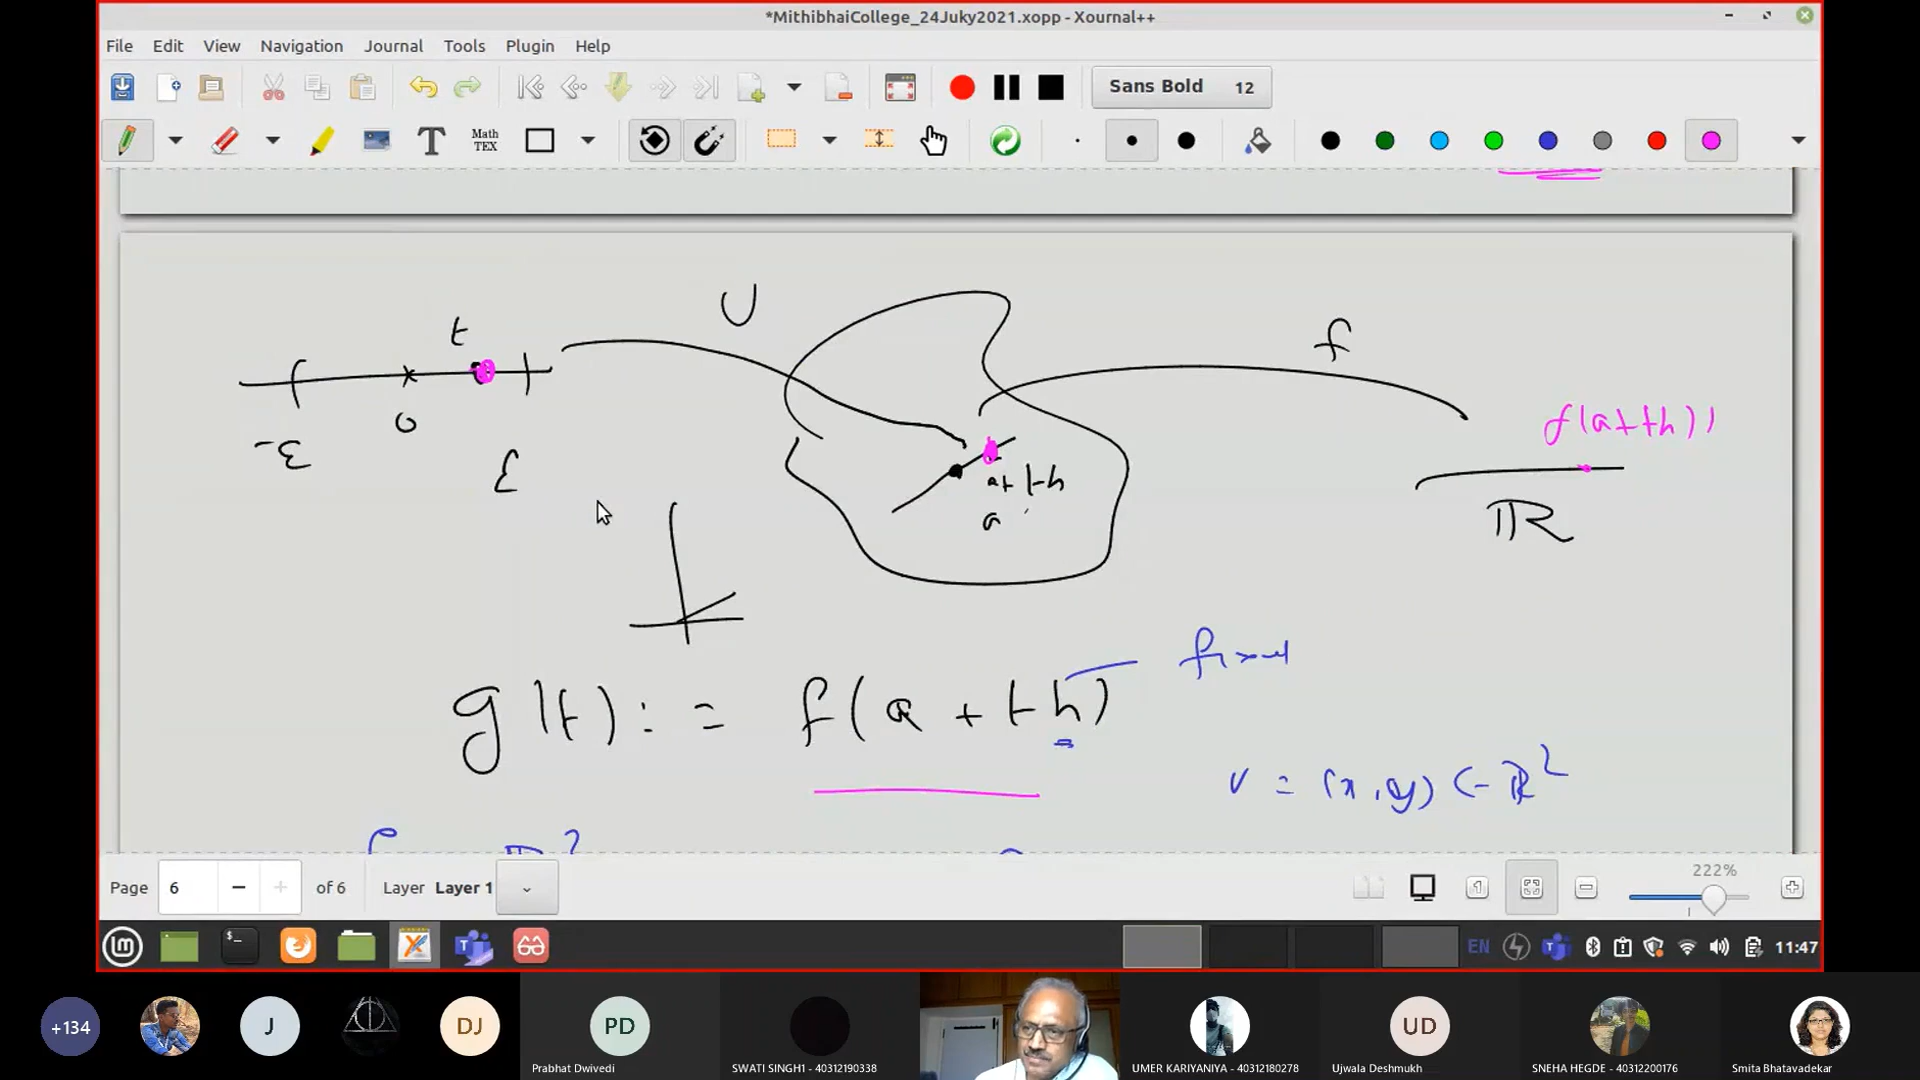 *MithibhaiCollege_24Juky2021.xopp - Xournal++
File Edit View Navigation Journal Tools Plugin Help
Sans Bold 12
T Math TEX
U
t
f
f(a+th))
0
-ε
ε
a+th
a
ℝ
g(t) := f(a + th)
fixed
v = (x,y) ∈ ℝ²
Page 6 of 6 Layer Layer 1
222%
EN 11:47
+134 J DJ PD UD
Prabhat Dwivedi SWATI SINGH1 - 40312190338 UMER KARIYANIYA - 40312180278 Ujwala Deshmukh SNEHA HEGDE - 40312200176 Smita Bhatavadekar